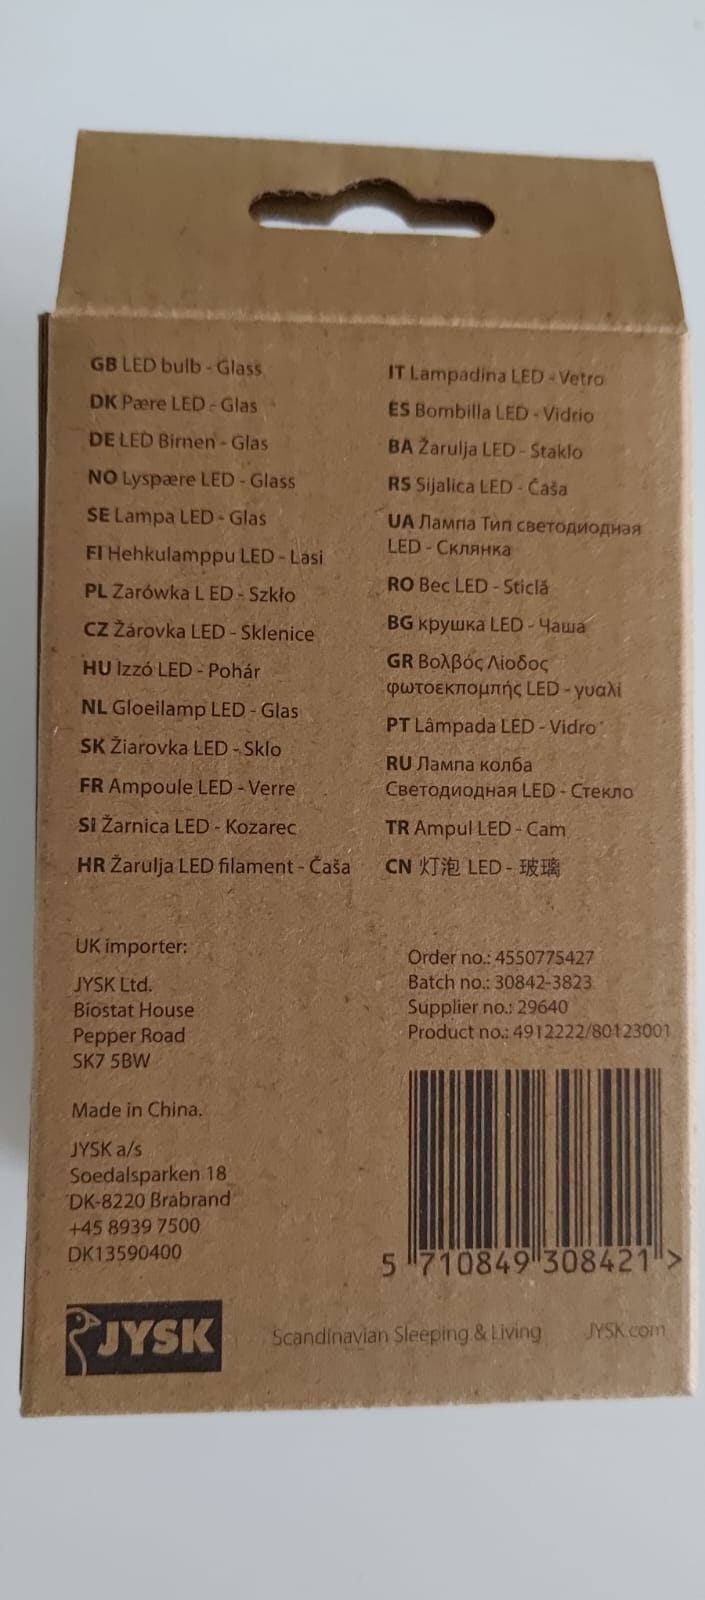 GB LED bulb - Glass
DK Pære LED - Glas
DE LED Birnen - Glas
NO Lyspære LED - Glass
SE Lampa LED - Glas
FI Hehkulamppu LED - Lasi
PL Zarówka L ED - Szkło
CZ Žárovka LED - Sklenice
HU Izzó LED - Pohár
NL Gloeilamp LED - Glas
SK Žiarovka LED - Sklo
FR Ampoule LED - Verre
SI Žarnica LED - Kozarec
HR Žarulja LED filament - Čaša
IT Lampadina LED - Vetro
ES Bombilla LED - Vidrio
BA Žarulja LED - Staklo
RS Sijalica LED - Čaša
UA Лампа Тип светодиодная
LED - Склянка
RO Bec LED - Sticlă
BG крушка LED - Чаша
GR Βολβός Λίοδος
φωτοεκπομπής LED - γυαλί
PT Lâmpada LED - Vidro
RU Лампа колба
Светодиодная LED - Стекло
TR Ampul LED - Cam
CN 灯泡 LED - 玻璃
UK importer:
JYSK Ltd.
Biostat House
Pepper Road
SK7 5BW
Made in China.
JYSK a/s
Soedalsparken 18
DK-8220 Brabrand
+45 8939 7500
DK13590400
Order no.: 4550775427
Batch no.: 30842-3823
Supplier no.: 29640
Product no.: 4912222/80123001
5 710849 308421 >
JYSK
Scandinavian Sleeping & Living
JYSK.com